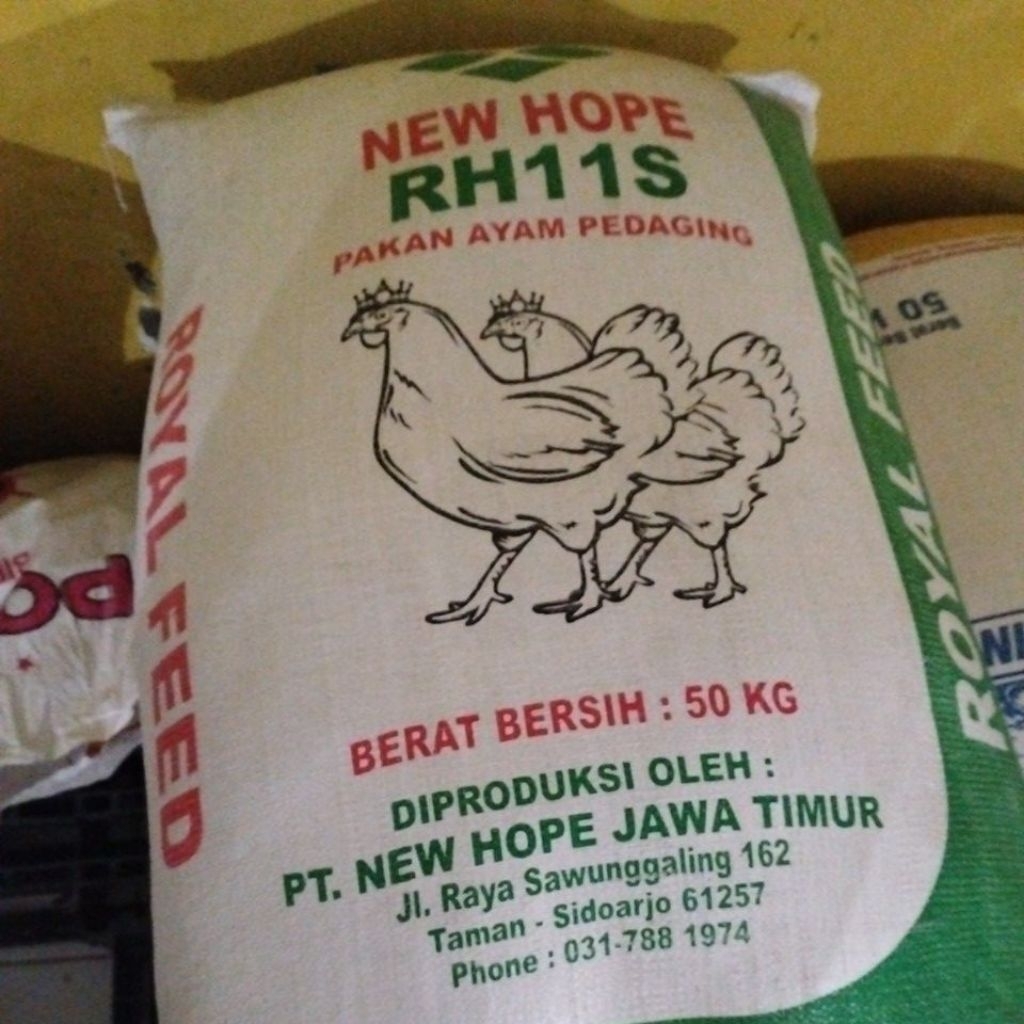 NEW HOPE
RH11S
PAKAN AYAM PEDAGING
ROYAL FEED
ROYAL FEED
BERAT BERSIH : 50 KG
DIPRODUKSI OLEH :
PT. NEW HOPE JAWA TIMUR
Jl. Raya Sawunggaling 162
Taman - Sidoarjo 61257
Phone : 031-788 1974
50